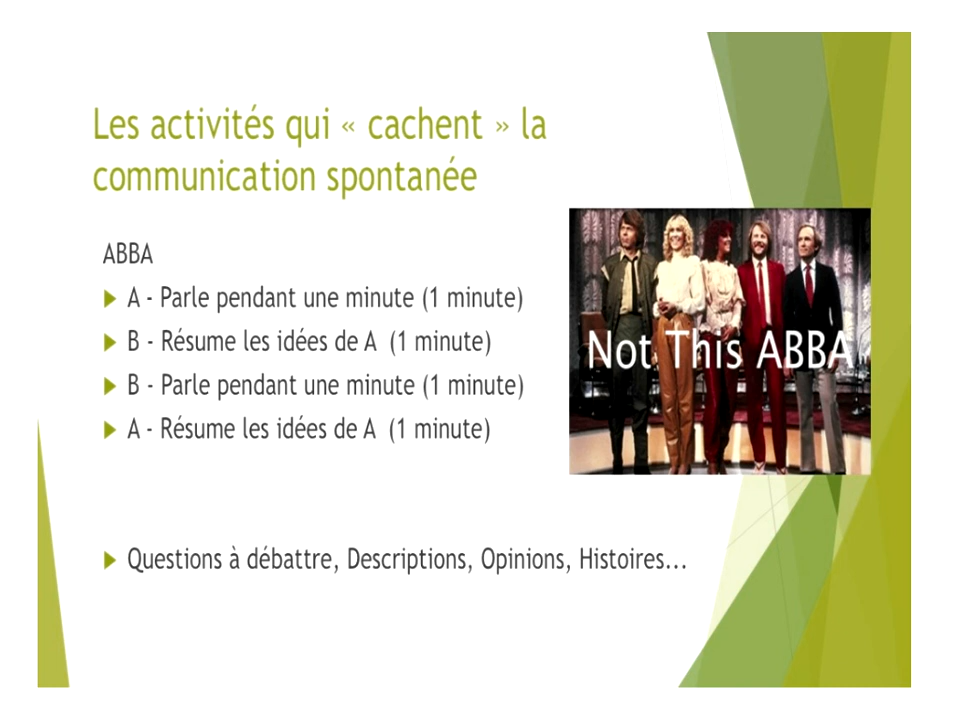 Les activités qui « cachent » la
communication spontanée
ABBA
A - Parle pendant une minute (1 minute)
B - Résume les idées de A (1 minute)
B - Parle pendant une minute (1 minute)
A - Résume les idées de A (1 minute)
Not This ABBA
Questions à débattre, Descriptions, Opinions, Histoires...